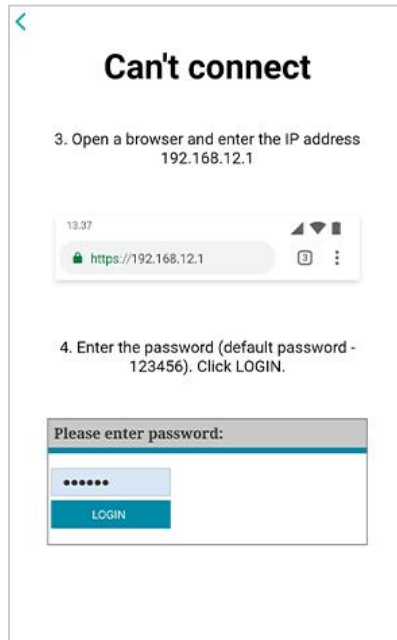 Can't connect
3. Open a browser and enter the IP address
192.168.12.1
13.37
https://192.168.12.1
3
4. Enter the password (default password -
123456). Click LOGIN.
Please enter password:
••••••
LOGIN